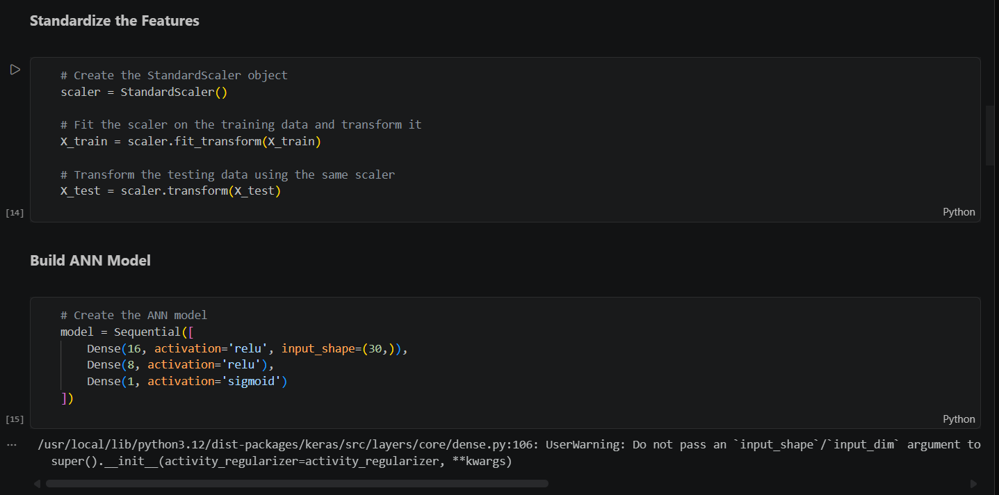 Standardize the Features
# Create the StandardScaler object
scaler = StandardScaler()
# Fit the scaler on the training data and transform it
X_train = scaler.fit_transform(X_train)
# Transform the testing data using the same scaler
X_test = scaler.transform(X_test)
[14]
Python
Build ANN Model
# Create the ANN model
model = Sequential([
    Dense(16, activation='relu', input_shape=(30,)),
    Dense(8, activation='relu'),
    Dense(1, activation='sigmoid')
])
[15]
Python
... /usr/local/lib/python3.12/dist-packages/keras/src/layers/core/dense.py:106: UserWarning: Do not pass an `input_shape`/`input_dim` argument to
  super().__init__(activity_regularizer=activity_regularizer, **kwargs)